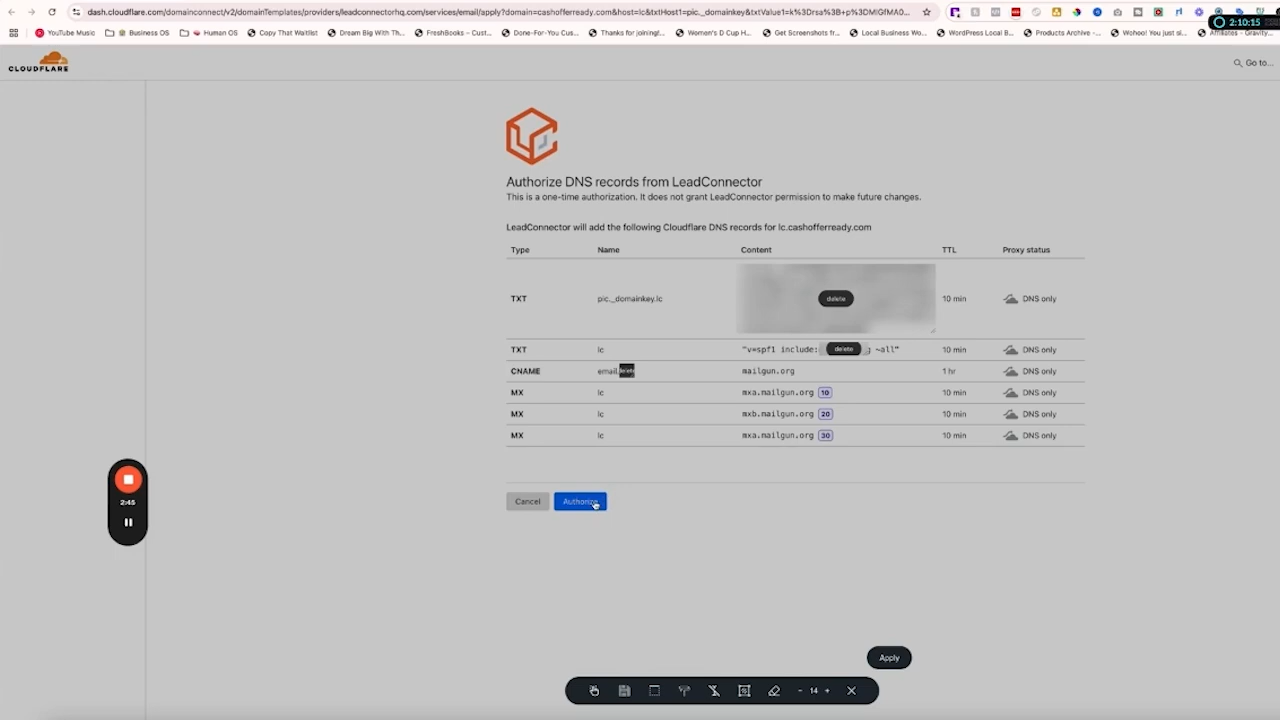 dash.cloudflare.com/domainconnect/v2/domainTemplates/providers/leadconnectorhq.com/services/email/apply?domain=cashofferready.com&host=lc&txtHost1=pic._domainkey&txtValue1=k%3Drsa%3B+p%3DMIGfMA0...
2:10:15
YouTube Music
Business OS
Human OS
Copy That Waitlist
Dream Big With Th...
FreshBooks – Cust...
Done-For-You Cus...
Thanks for joining!...
Women's D Cup H...
Get Screenshots fr...
Local Business Wo...
WordPress Local B...
Products Archive -...
Wohoo! You just si...
Affiliates - Gravity...
CLOUDFLARE
Go to...
Authorize DNS records from LeadConnector
This is a one-time authorization. It does not grant LeadConnector permission to make future changes.
LeadConnector will add the following Cloudflare DNS records for lc.cashofferready.com
Type Name Content TTL Proxy status
TXT pic._domainkey.lc delete 10 min DNS only
TXT lc "v=spf1 include: delete ~all" 10 min DNS only
CNAME email delete mailgun.org 1 hr DNS only
MX lc mxa.mailgun.org 10 10 min DNS only
MX lc mxb.mailgun.org 20 10 min DNS only
MX lc mxa.mailgun.org 30 10 min DNS only
2:45
Cancel Authorize
Apply
- 14 +